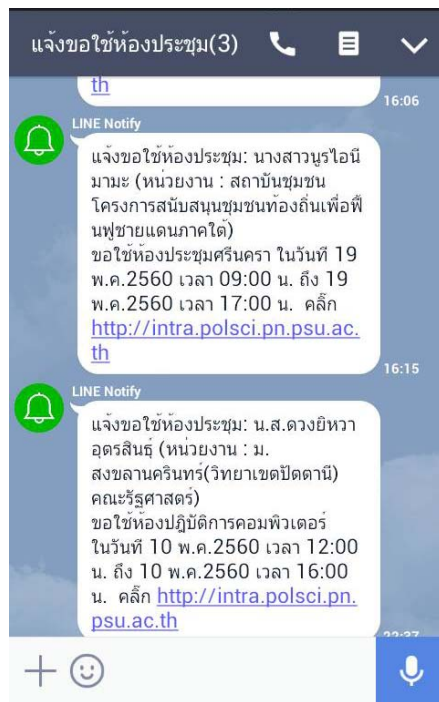 แจ้งขอใช้ห้องประชุม(3)
th
16:06
LINE Notify
แจ้งขอใช้ห้องประชุม: นางสาวนูรไอนี
มามะ (หน่วยงาน : สถาบันชุมชน
โครงการสนับสนุนชุมชนท้องถิ่นเพื่อฟื้
นฟูชายแดนภาคใต้)
ขอใช้ห้องประชุมศรีนครา ในวันที่ 19
พ.ค.2560 เวลา 09:00 น. ถึง 19
พ.ค.2560 เวลา 17:00 น. คลิ๊ก
http://intra.polsci.pn.psu.ac.
th
16:15
LINE Notify
แจ้งขอใช้ห้องประชุม: น.ส.ดวงยิหวา
อุตรสินธุ์ (หน่วยงาน : ม.
สงขลานครินทร์(วิทยาเขตปัตตานี)
คณะรัฐศาสตร์)
ขอใช้ห้องปฎิบัติการคอมพิวเตอร์
ในวันที่ 10 พ.ค.2560 เวลา 12:00
น. ถึง 10 พ.ค.2560 เวลา 16:00
น. คลิ๊ก http://intra.polsci.pn.
psu.ac.th
22:37